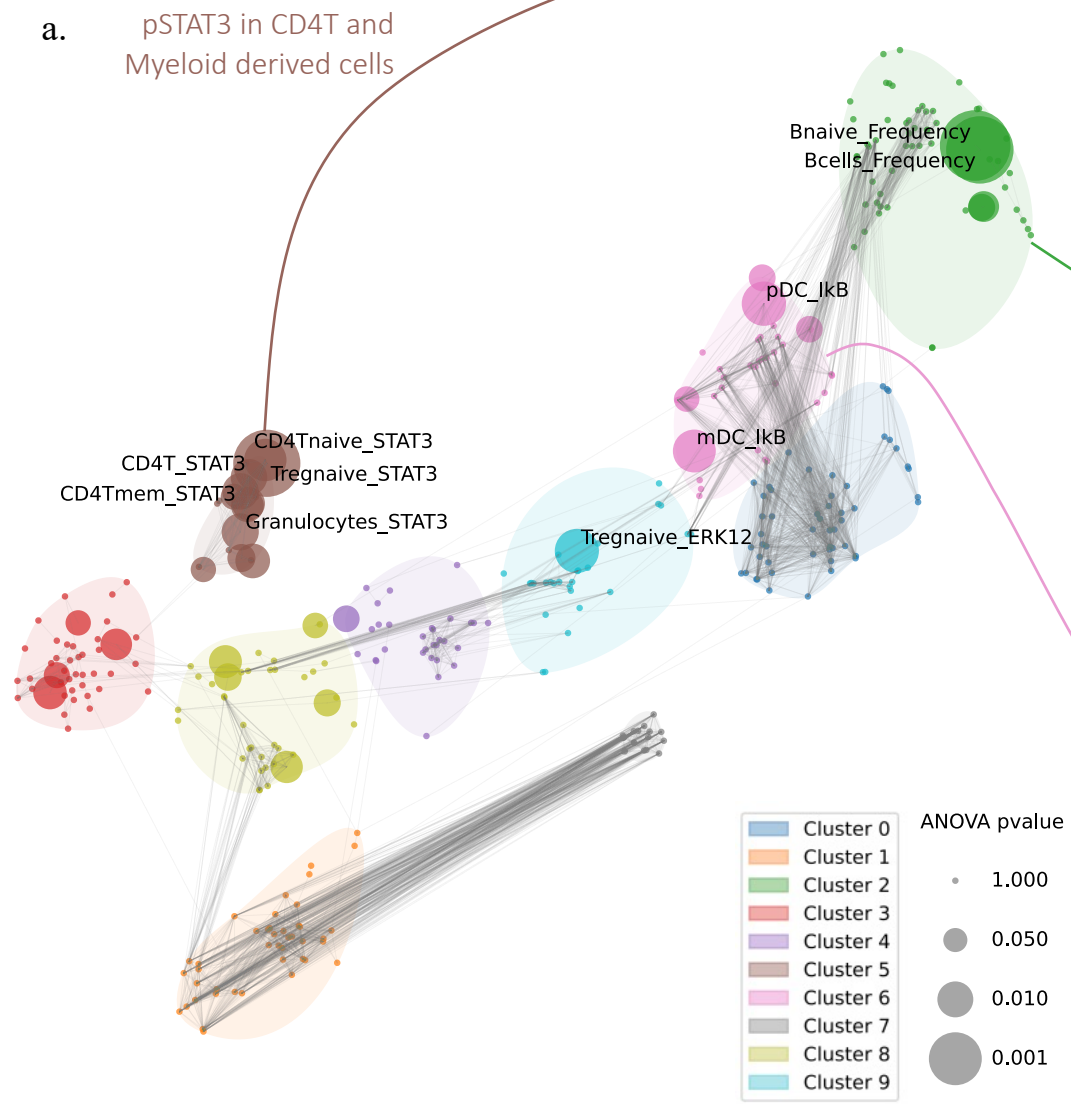 a.
pSTAT3 in CD4T and
Myeloid derived cells
Bnaive_Frequency
Bcells_Frequency
pDC_IkB
mDC_IkB
CD4Tnaive_STAT3
CD4T_STAT3
Tregnaive_STAT3
CD4Tmem_STAT3
Granulocytes_STAT3
Tregnaive_ERK12
Cluster 0
Cluster 1
Cluster 2
Cluster 3
Cluster 4
Cluster 5
Cluster 6
Cluster 7
Cluster 8
Cluster 9
ANOVA pvalue
1.000
0.050
0.010
0.001